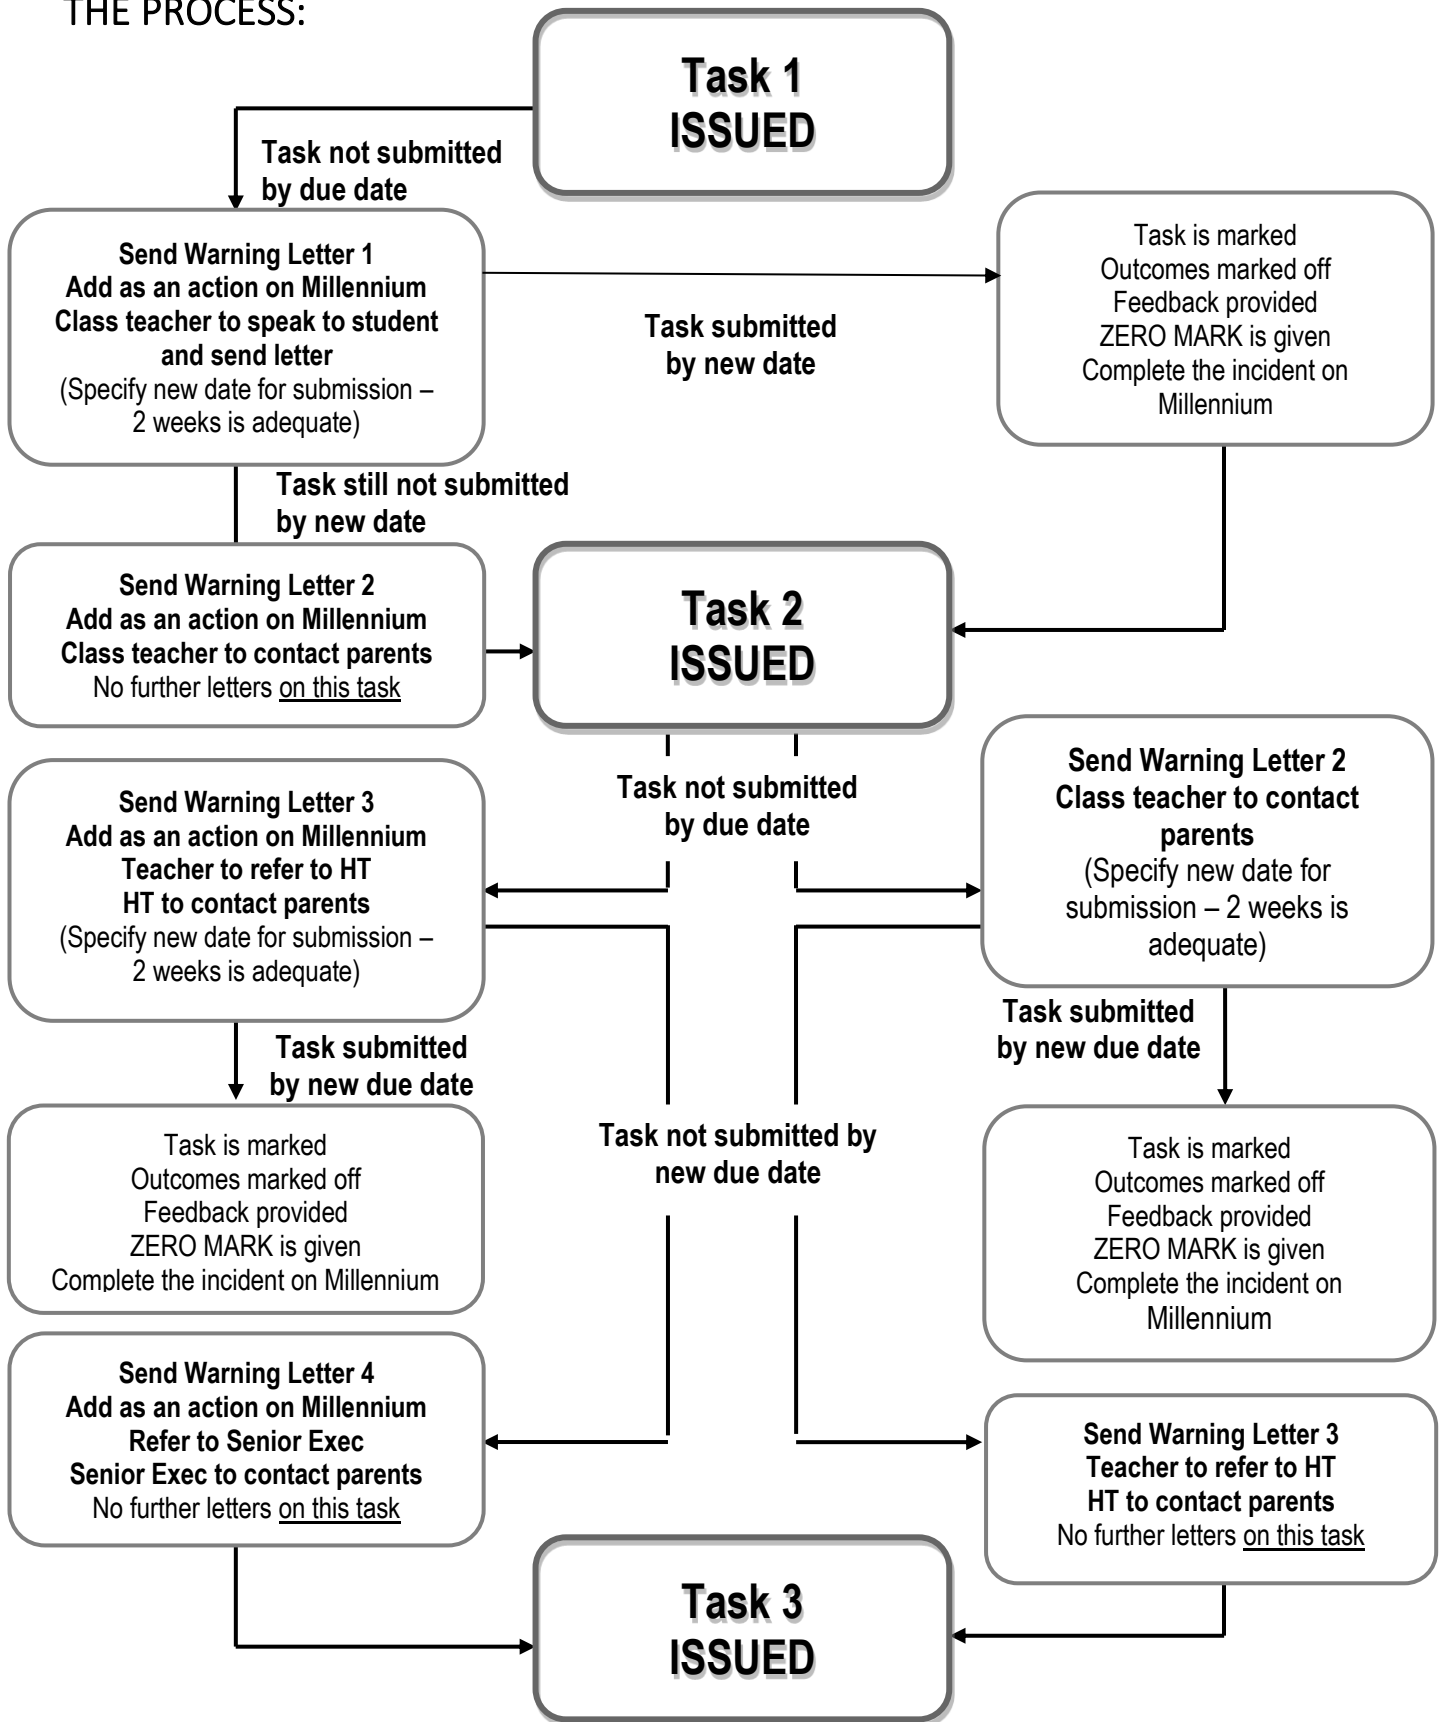 THE PROCESS:
Task 1
ISSUED
Task not submitted
by due date
Send Warning Letter 1
Add as an action on Millennium
Class teacher to speak to student
and send letter
(Specify new date for submission –
2 weeks is adequate)
Task submitted
by new date
Task is marked
Outcomes marked off
Feedback provided
ZERO MARK is given
Complete the incident on
Millennium
Task still not submitted
by new date
Send Warning Letter 2
Add as an action on Millennium
Class teacher to contact parents
No further letters on this task
Task 2
ISSUED
Task not submitted
by due date
Send Warning Letter 3
Add as an action on Millennium
Teacher to refer to HT
HT to contact parents
(Specify new date for submission –
2 weeks is adequate)
Send Warning Letter 2
Class teacher to contact
parents
(Specify new date for
submission – 2 weeks is
adequate)
Task submitted
by new due date
Task submitted
by new due date
Task is marked
Outcomes marked off
Feedback provided
ZERO MARK is given
Complete the incident on Millennium
Task not submitted by
new due date
Task is marked
Outcomes marked off
Feedback provided
ZERO MARK is given
Complete the incident on
Millennium
Send Warning Letter 4
Add as an action on Millennium
Refer to Senior Exec
Senior Exec to contact parents
No further letters on this task
Send Warning Letter 3
Teacher to refer to HT
HT to contact parents
No further letters on this task
Task 3
ISSUED